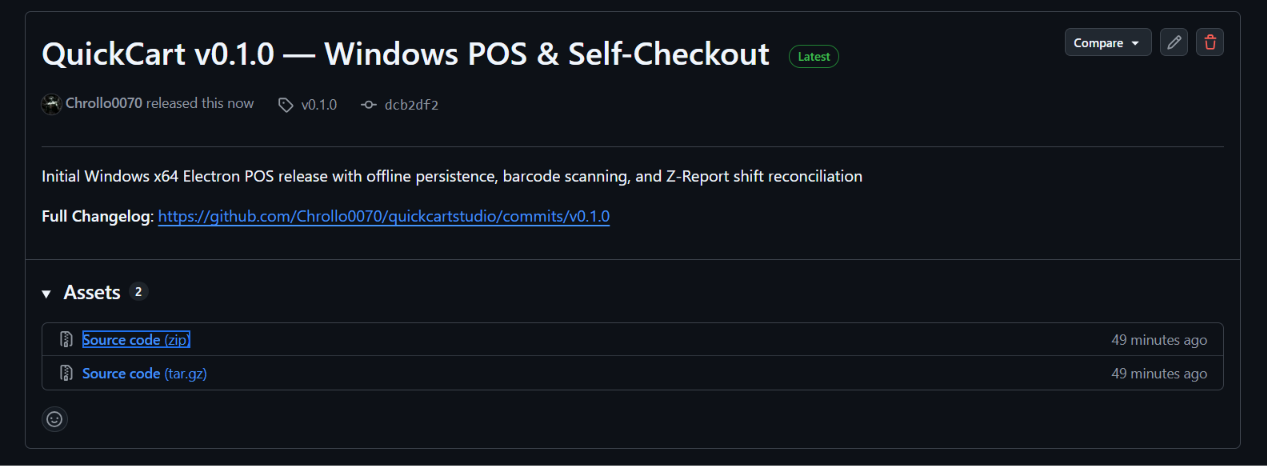 QuickCart v0.1.0 — Windows POS & Self-Checkout Latest
Compare
Chrollo0070 released this now v0.1.0 dcb2df2
Initial Windows x64 Electron POS release with offline persistence, barcode scanning, and Z-Report shift reconciliation
Full Changelog: https://github.com/Chrollo0070/quickcartstudio/commits/v0.1.0
Assets 2
Source code (zip) 49 minutes ago
Source code (tar.gz) 49 minutes ago